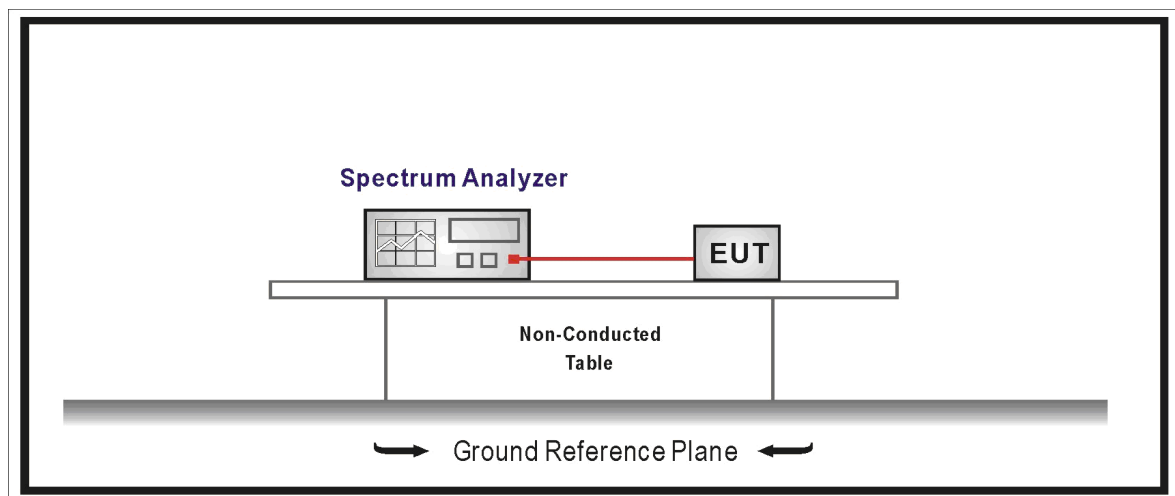 Spectrum Analyzer
EUT
Non-Conducted
Table
Ground Reference Plane